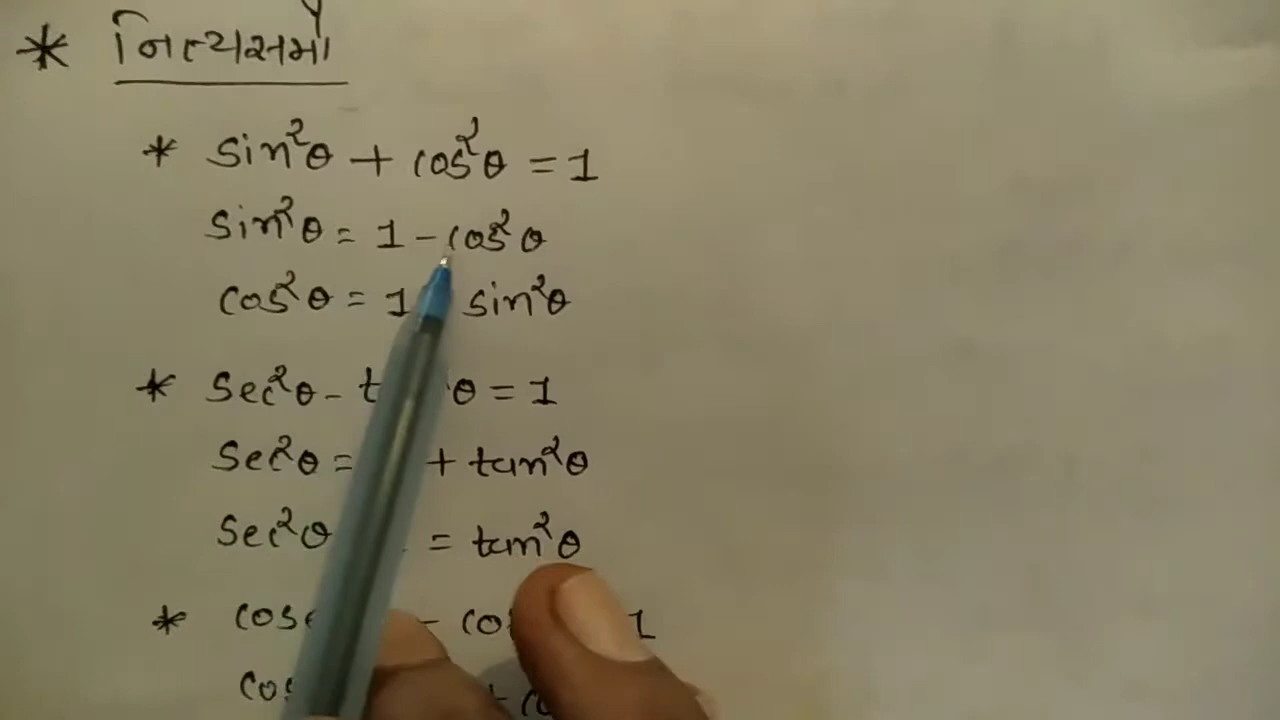 * નિત્યસમો
* sin²θ + cos²θ = 1
sin²θ = 1 - cos²θ
cos²θ = 1 sin²θ
* sec²θ - t θ = 1
sec²θ = + tan²θ
sec²θ = tan²θ
* cose - co 1
cos + co